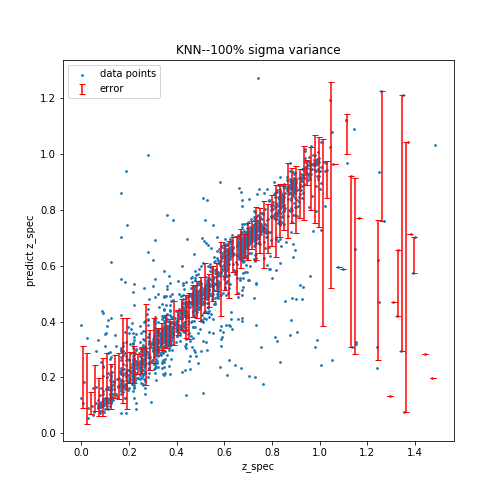 KNN--100% sigma variance
data points
error
predict z_spec
1.2
1.0
0.8
0.6
0.4
0.2
0.0
0.0 0.2 0.4 0.6 0.8 1.0 1.2 1.4
z_spec